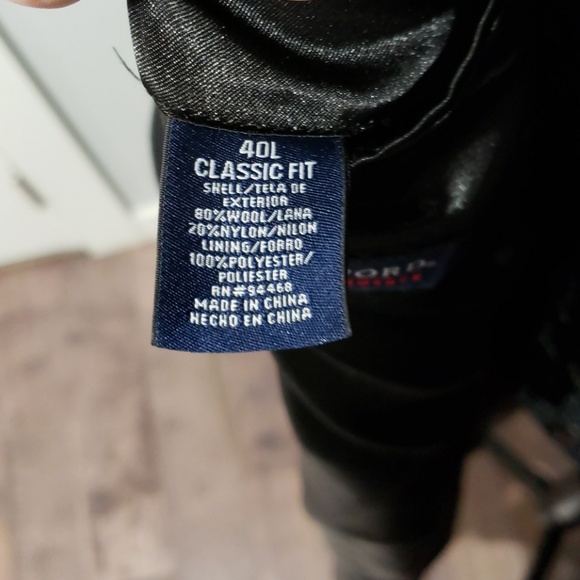 40L
CLASSIC FIT
SHELL/TELA DE
EXTERIOR
80%WOOL/LANA
20%NYLON/NILON
LINING/FORRO
100%POLYESTER/
POLIESTER
RN#94468
MADE IN CHINA
HECHO EN CHINA